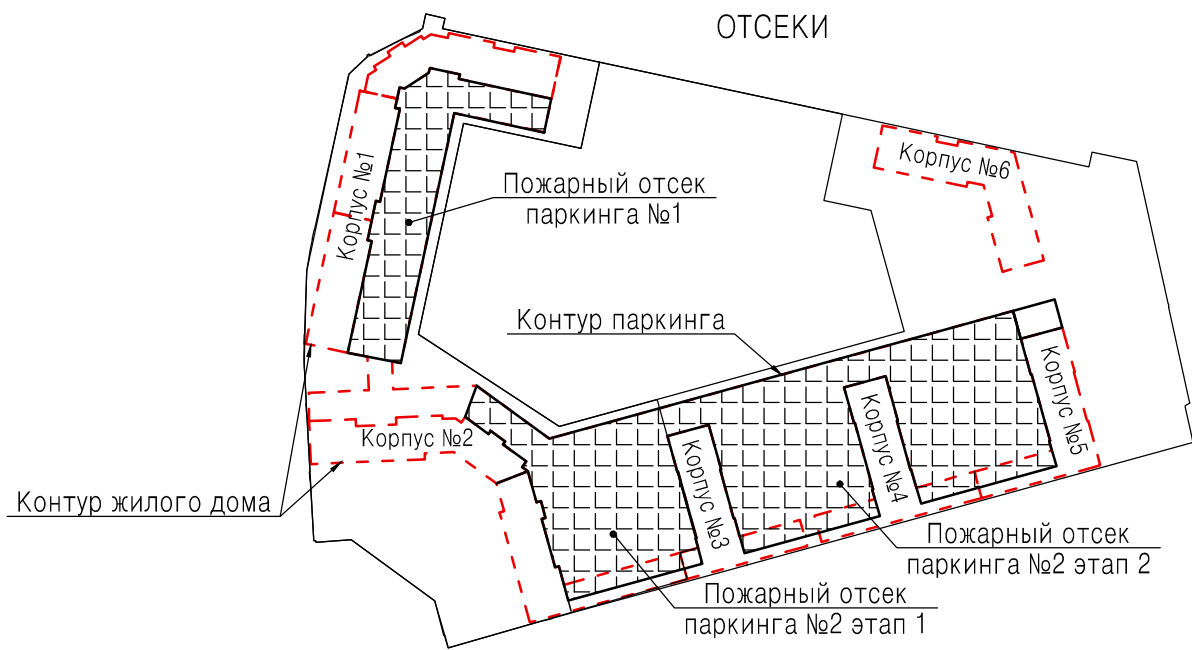 ОТСЕКИ
Корпус №1
Корпус №6
Пожарный отсек
паркинга №1
Контур паркинга
Корпус №2
Корпус №3
Корпус №4
Корпус №5
Контур жилого дома
Пожарный отсек
паркинга №2 этап 2
Пожарный отсек
паркинга №2 этап 1